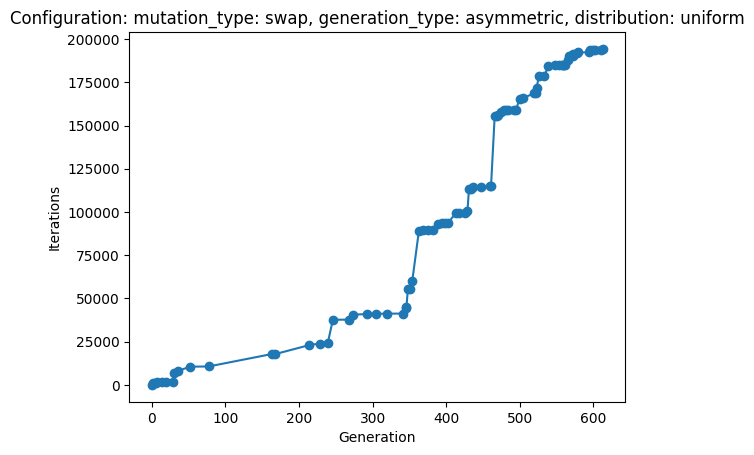 Configuration: mutation_type: swap, generation_type: asymmetric, distribution: uniform
200000
175000
150000
125000
100000
75000
50000
25000
0
Iterations
0 100 200 300 400 500 600
Generation